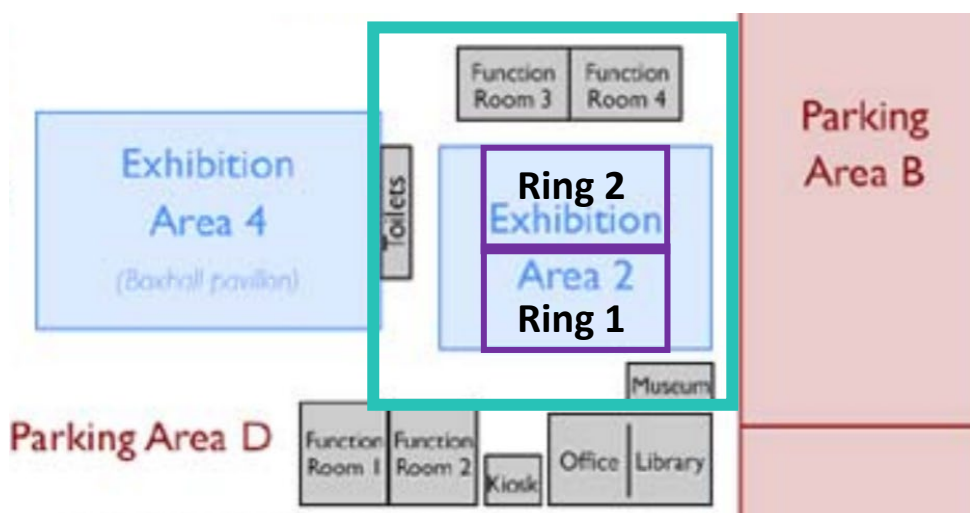 Function
Room 3
Function
Room 4
Parking
Area B
Exhibition
Area 4
(Boxhall pavilion)
Toilets
Ring 2
Exhibition
Area 2
Ring 1
Museum
Parking Area D
Function
Room 1
Function
Room 2
Kiosk
Office
Library